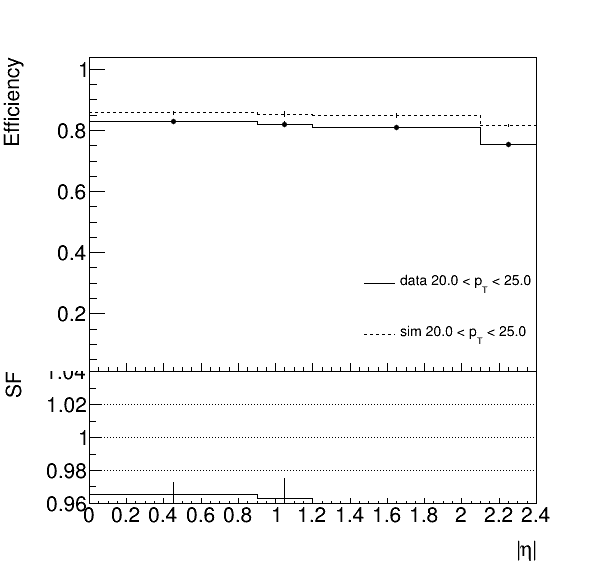 Efficiency
1
0.8
0.6
0.4
0.2
data 20.0 < p_T < 25.0
sim 20.0 < p_T < 25.0
SF
1.04
1.02
1
0.98
0.96
0 0.2 0.4 0.6 0.8 1 1.2 1.4 1.6 1.8 2 2.2 2.4
|η|